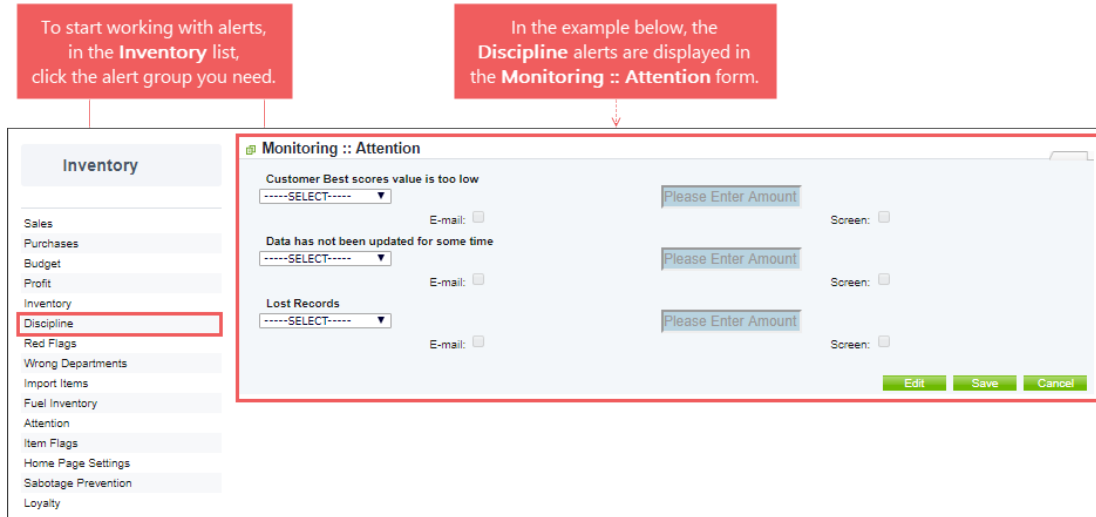 To start working with alerts,
in the Inventory list,
click the alert group you need.
In the example below, the
Discipline alerts are displayed in
the Monitoring :: Attention form.
Inventory
Sales
Purchases
Budget
Profit
Inventory
Discipline
Red Flags
Wrong Departments
Import Items
Fuel Inventory
Attention
Item Flags
Home Page Settings
Sabotage Prevention
Loyalty
Monitoring :: Attention
Customer Best scores value is too low
-----SELECT----- Please Enter Amount
E-mail: Screen:
Data has not been updated for some time
-----SELECT----- Please Enter Amount
E-mail: Screen:
Lost Records
-----SELECT----- Please Enter Amount
E-mail: Screen:
Edit Save Cancel